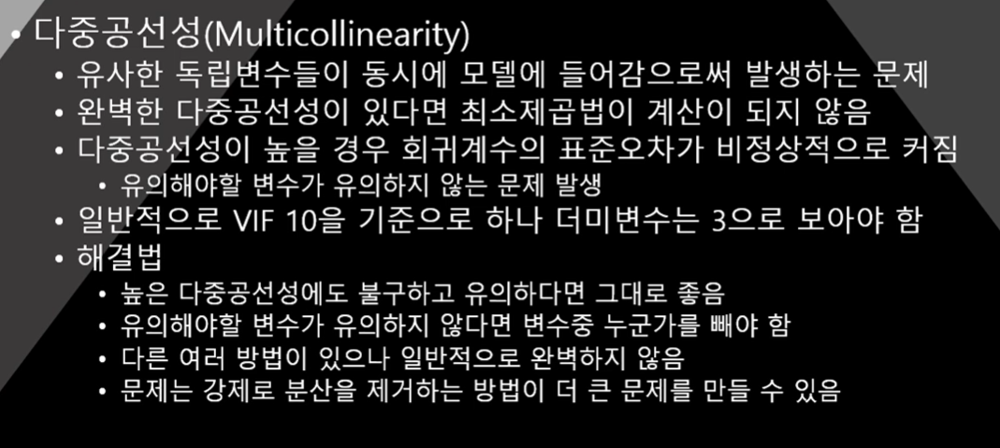 • 다중공선성(Multicollinearity)
• 유사한 독립변수들이 동시에 모델에 들어감으로써 발생하는 문제
• 완벽한 다중공선성이 있다면 최소제곱법이 계산이 되지 않음
• 다중공선성이 높을 경우 회귀계수의 표준오차가 비정상적으로 커짐
• 유의해야할 변수가 유의하지 않는 문제 발생
• 일반적으로 VIF 10을 기준으로 하나 더미변수는 3으로 보아야 함
• 해결법
• 높은 다중공선성에도 불구하고 유의하다면 그대로 좋음
• 유의해야할 변수가 유의하지 않다면 변수중 누군가를 빼야 함
• 다른 여러 방법이 있으나 일반적으로 완벽하지 않음
• 문제는 강제로 분산을 제거하는 방법이 더 큰 문제를 만들 수 있음